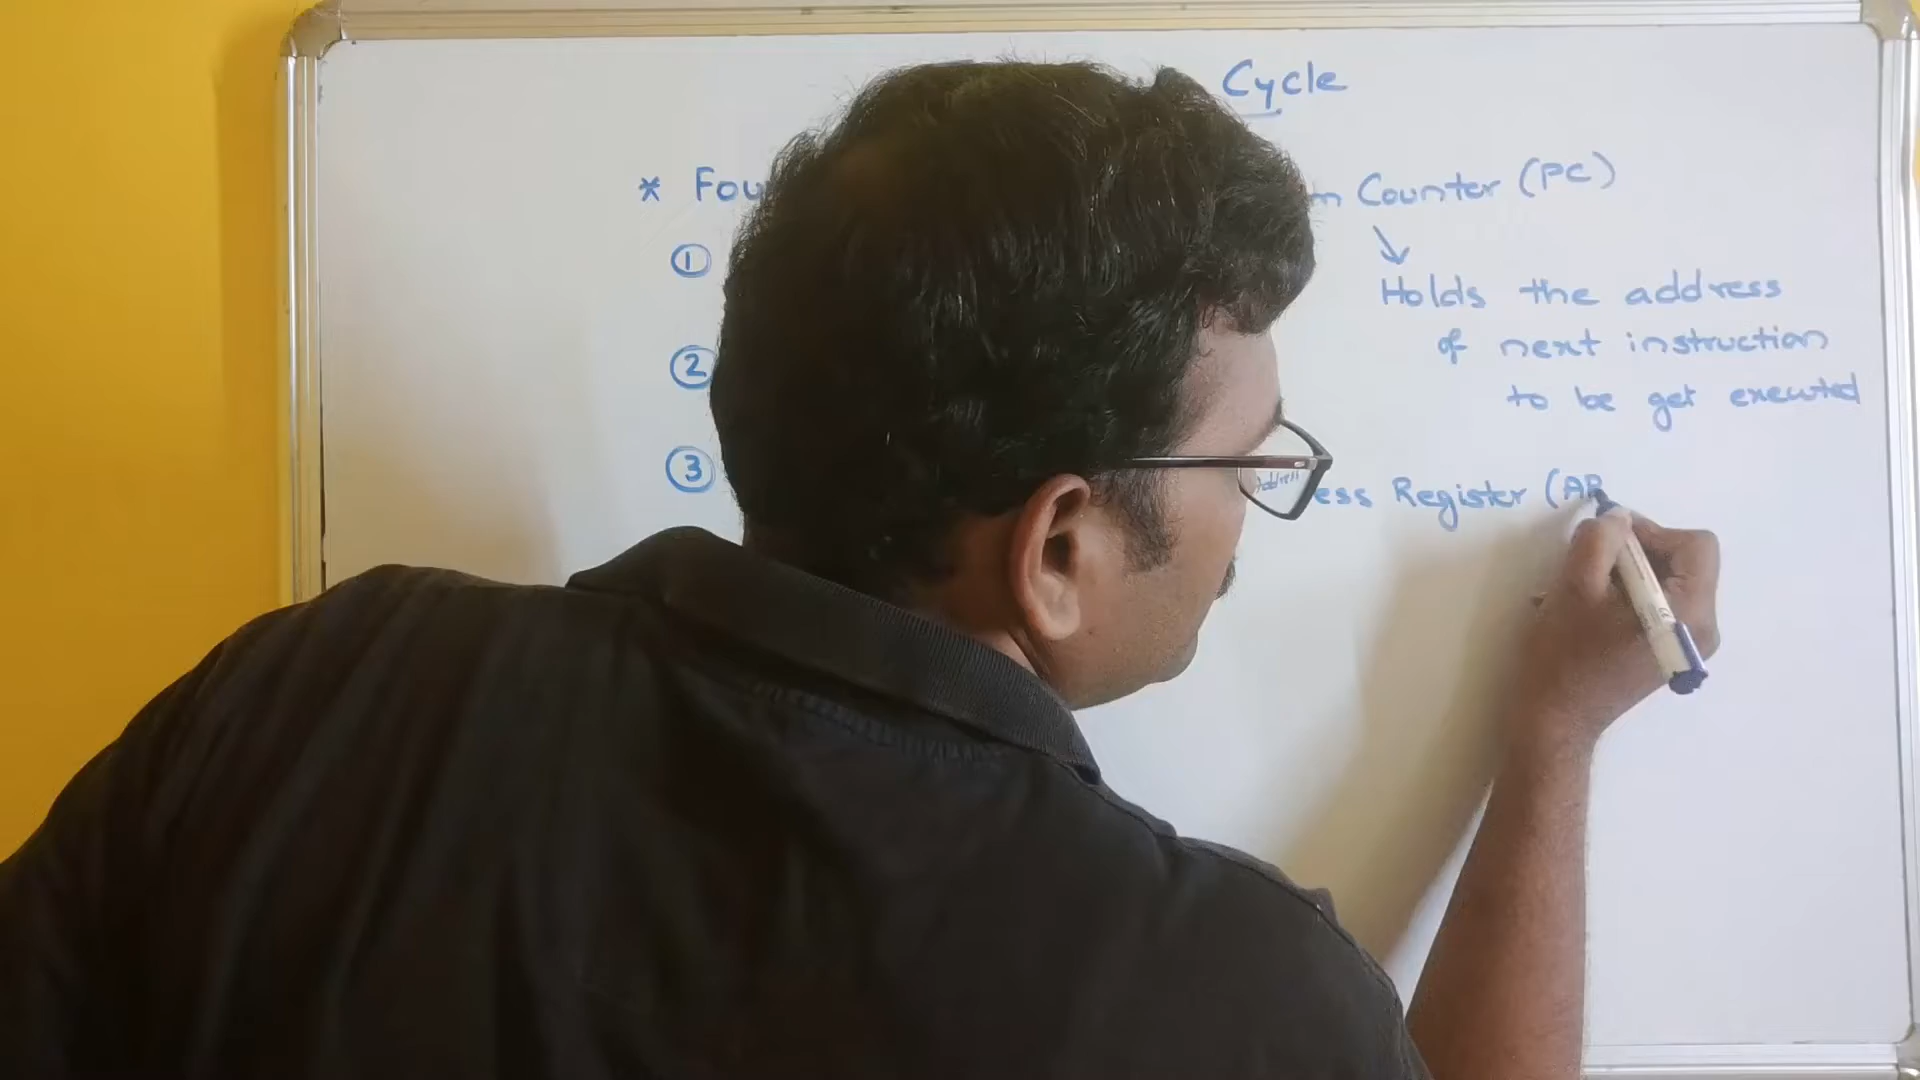 Cycle
* Fou
m Counter (PC)
①
↓
Holds the address
of next instruction
②
to be get executed
③
Address
ess Register (AR